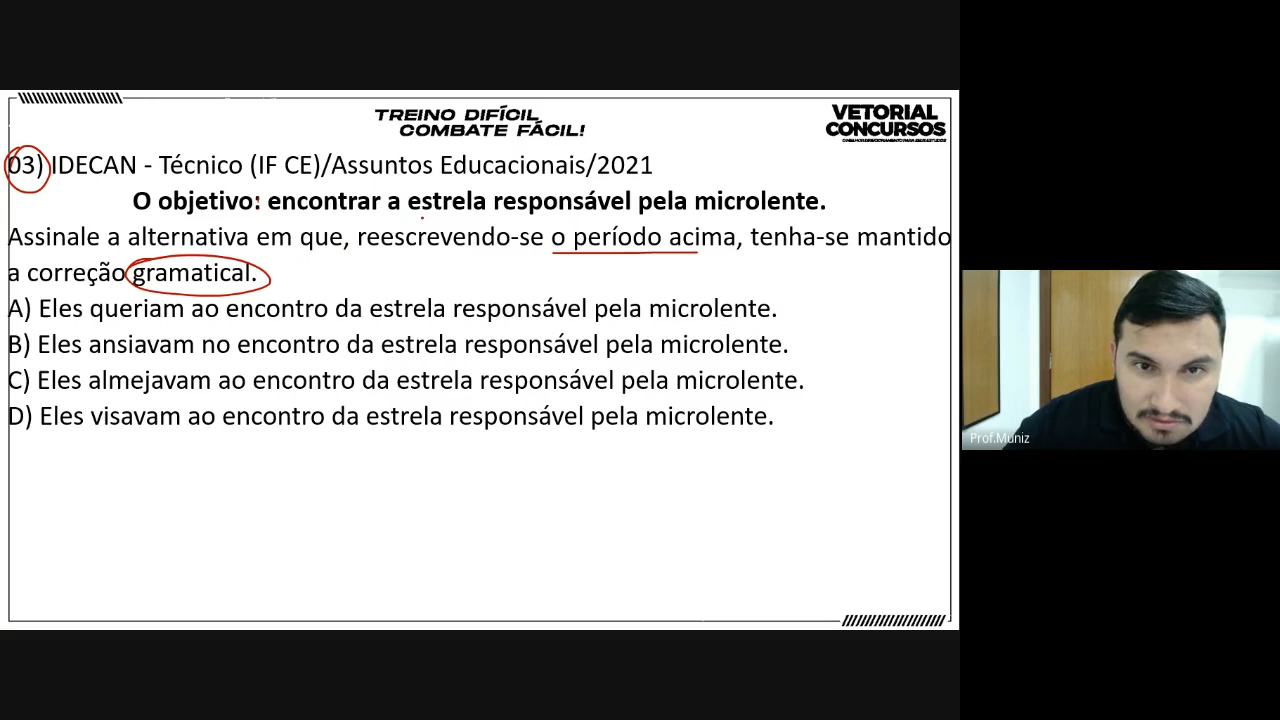 TREINO DIFÍCIL
COMBATE FÁCIL!
VETORIAL
CONCURSOS
03) IDECAN - Técnico (IF CE)/Assuntos Educacionais/2021
O objetivo: encontrar a estrela responsável pela microlente.
Assinale a alternativa em que, reescrevendo-se o período acima, tenha-se mantido
a correção gramatical.
A) Eles queriam ao encontro da estrela responsável pela microlente.
B) Eles ansiavam no encontro da estrela responsável pela microlente.
C) Eles almejavam ao encontro da estrela responsável pela microlente.
D) Eles visavam ao encontro da estrela responsável pela microlente.
Prof.Muniz